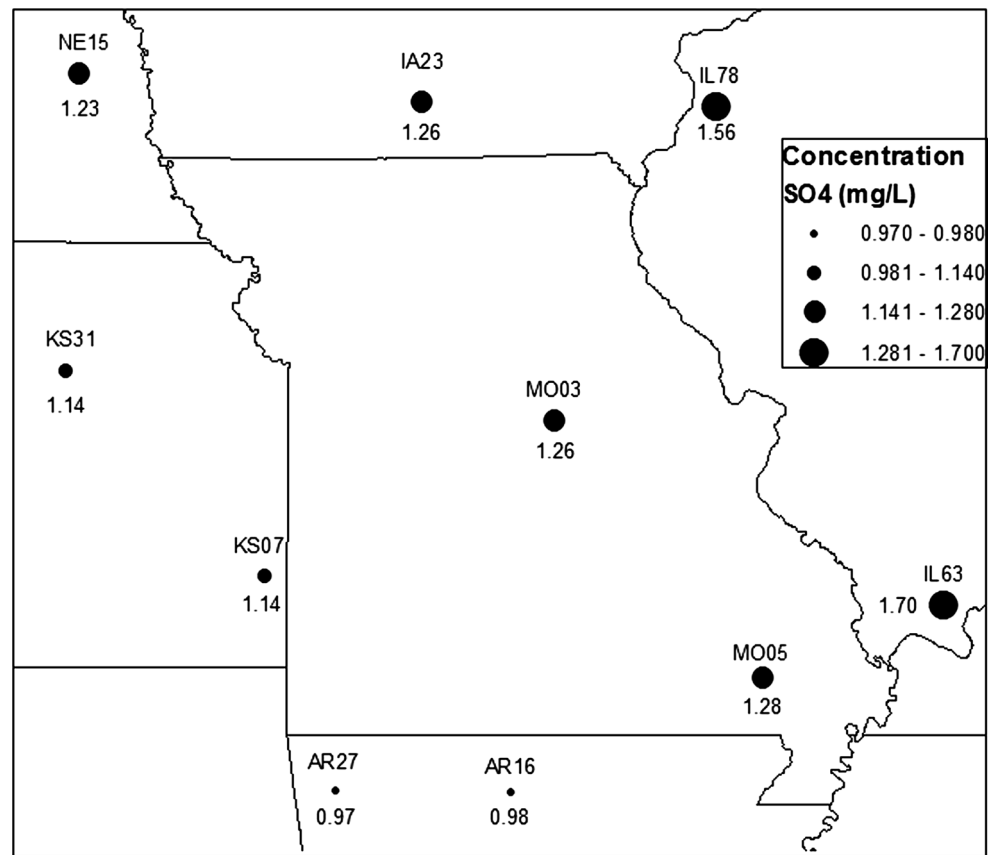 NE15
1.23
IA23
1.26
IL78
1.56
Concentration
SO4 (mg/L)
0.970 - 0.980
0.981 - 1.140
1.141 - 1.280
1.281 - 1.700
KS31
1.14
MO03
1.26
KS07
1.14
IL63
1.70
MO05
1.28
AR27
0.97
AR16
0.98